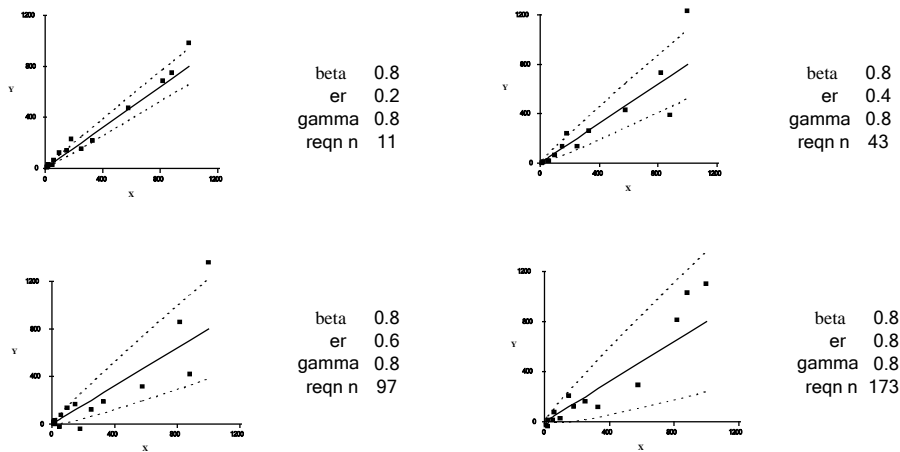 1200
800
Y
400
0
0 400 800 1200
X
beta 0.8
er 0.2
gamma 0.8
reqn n 11
1200
800
Y
400
0
0 400 800 1200
X
beta 0.8
er 0.4
gamma 0.8
reqn n 43
1200
800
Y
400
0
0 400 800 1200
X
beta 0.8
er 0.6
gamma 0.8
reqn n 97
1200
800
Y
400
0
0 400 800 1200
X
beta 0.8
er 0.8
gamma 0.8
reqn n 173